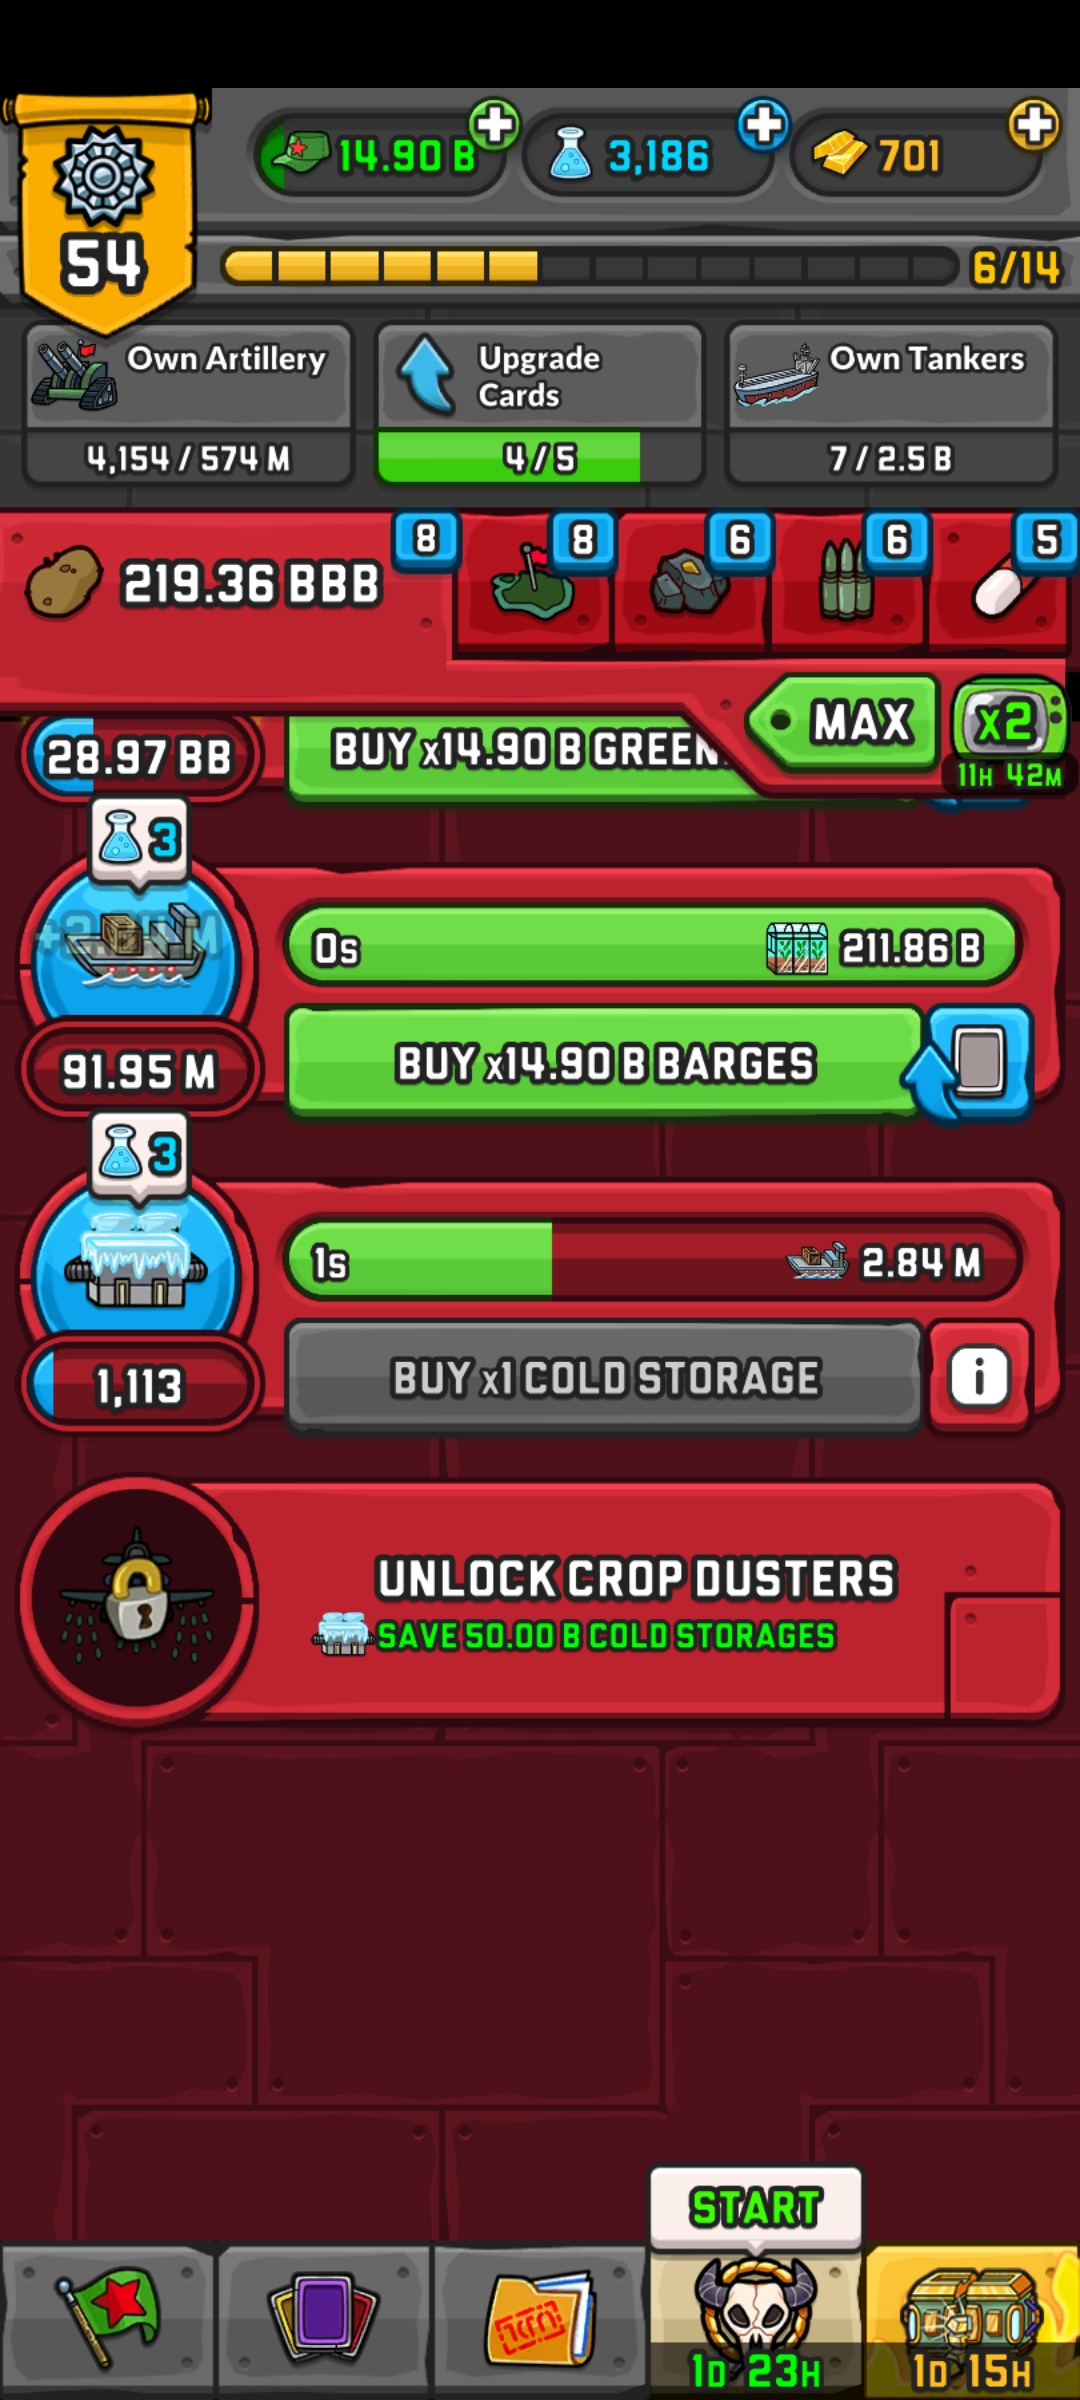 54
14.90 B
3,186
701
6/14
Own Artillery
4,154 / 574 M
Upgrade
Cards
4 / 5
Own Tankers
7 / 2.5 B
219.36 BBB
8
8
6
6
5
MAX
x2
11H 42M
28.97 BB
BUY x14.90 B GREEN
3
0s
211.86 B
91.95 M
BUY x14.90 B BARGES
3
1s
2.84 M
1,113
BUY x1 COLD STORAGE
i
UNLOCK CROP DUSTERS
SAVE 50.00 B COLD STORAGES
START
1D 23H
1D 15H